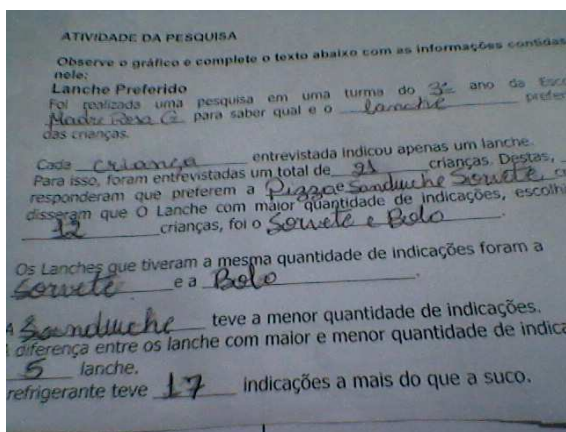 ATIVIDADE DA PESQUISA
Observe o gráfico e complete o texto abaixo com as informações contidas
nele:
Lanche Preferido
Foi realizada uma pesquisa em uma turma do 3º ano da Esco
Madre Rosa G para saber qual e o lanche prefer
das crianças.
Cada criança entrevistada indicou apenas um lanche.
Para isso, foram entrevistadas um total de 21 crianças. Destas,
responderam que preferem a Pizza e Sanduiche Sorvete, c
disseram que O Lanche com maior quantidade de indicações, escolhi
12 crianças, foi o Sorvete e Bolo.
Os Lanches que tiveram a mesma quantidade de indicações foram a
Sorvete e a Bolo.
A Sanduiche teve a menor quantidade de indicações.
diferença entre os lanche com maior e menor quantidade de indica
5 lanche.
refrigerante teve 17 indicações a mais do que a suco.